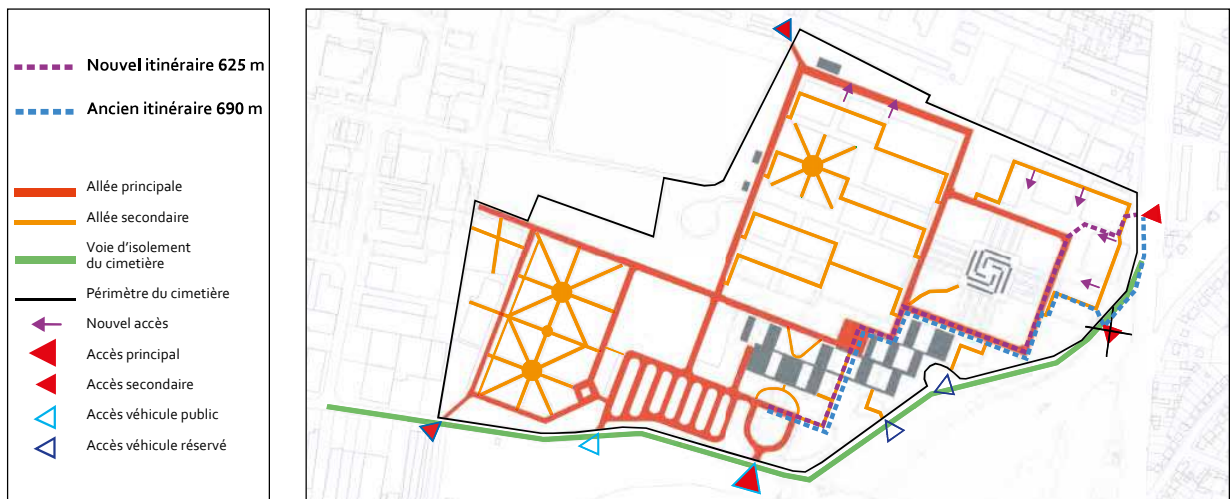 Nouvel itinéraire 625 m
Ancien itinéraire 690 m
Allée principale
Allée secondaire
Voie d'isolement
du cimetière
Périmètre du cimetière
Nouvel accès
Accès principal
Accès secondaire
Accès véhicule public
Accès véhicule réservé